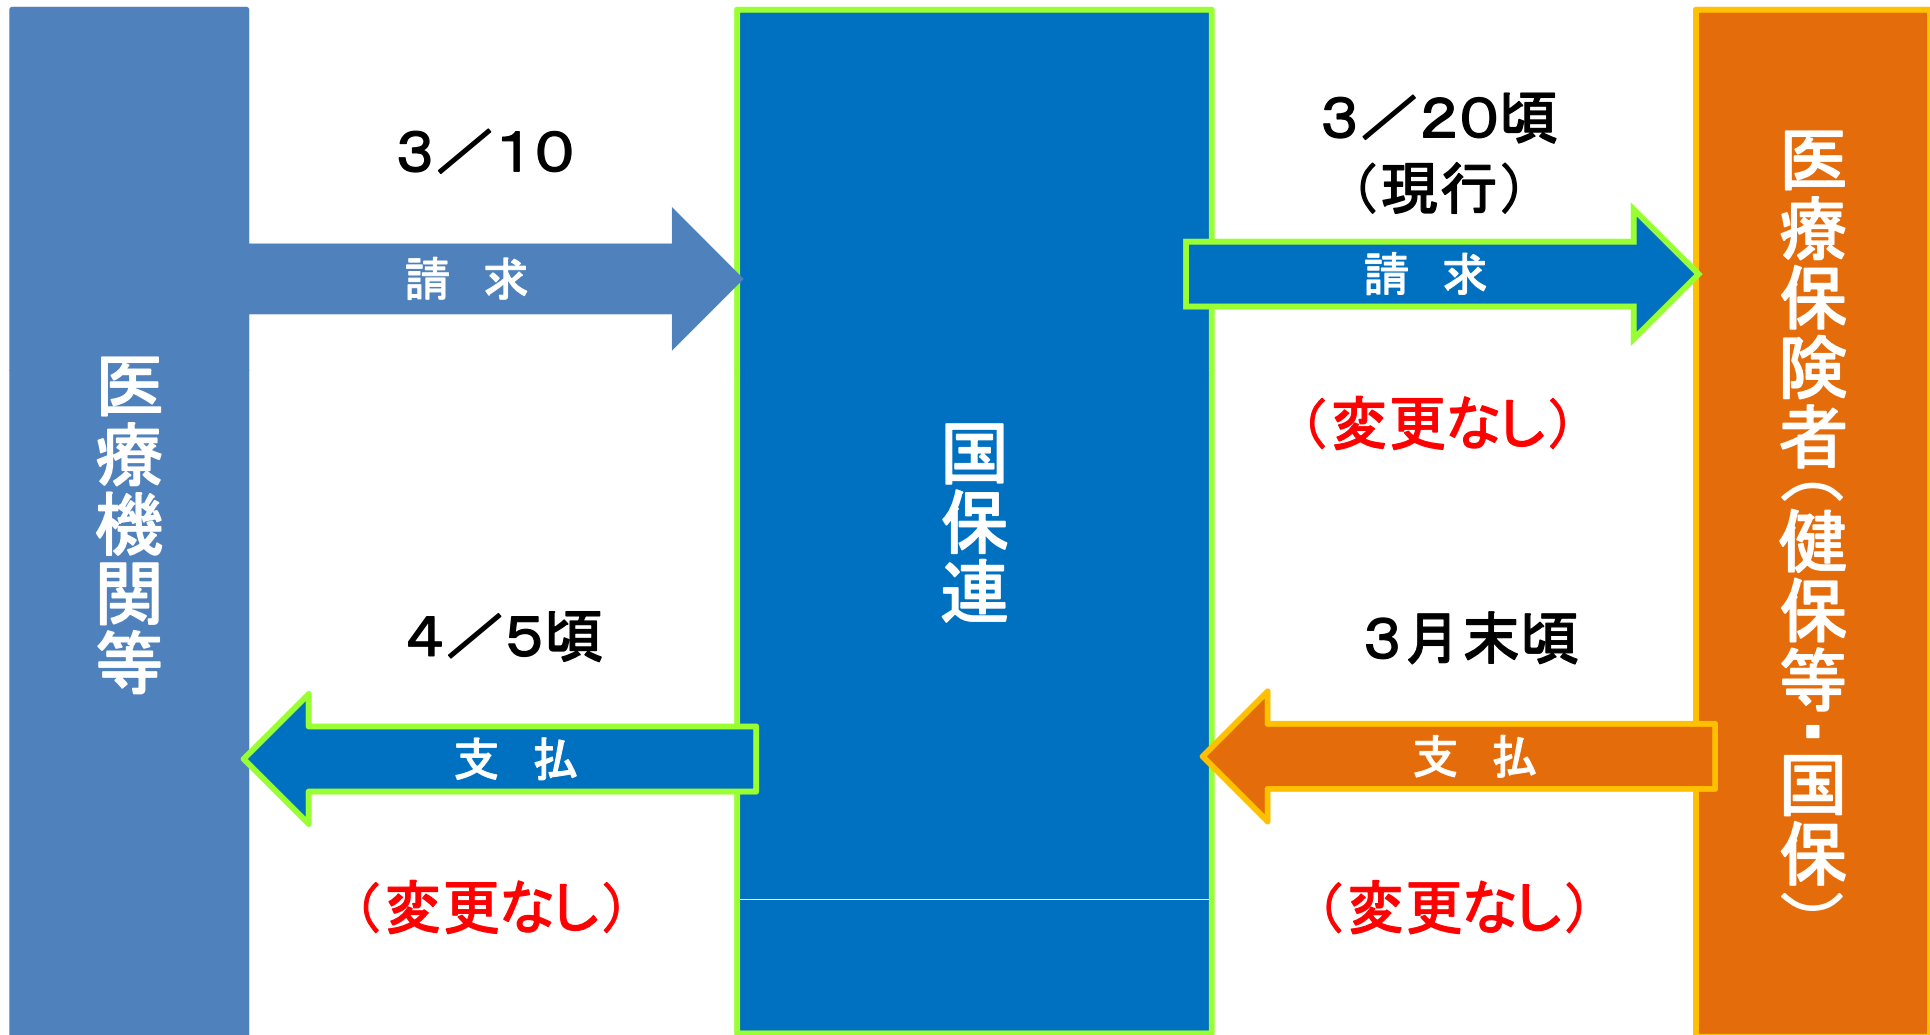 医療機関等
3／10
請　求
4／5頃
支　払
（変更なし）
国保連
3／20頃
（現行）
請　求
（変更なし）
3月末頃
支　払
（変更なし）
医療保険者（健保等・国保）